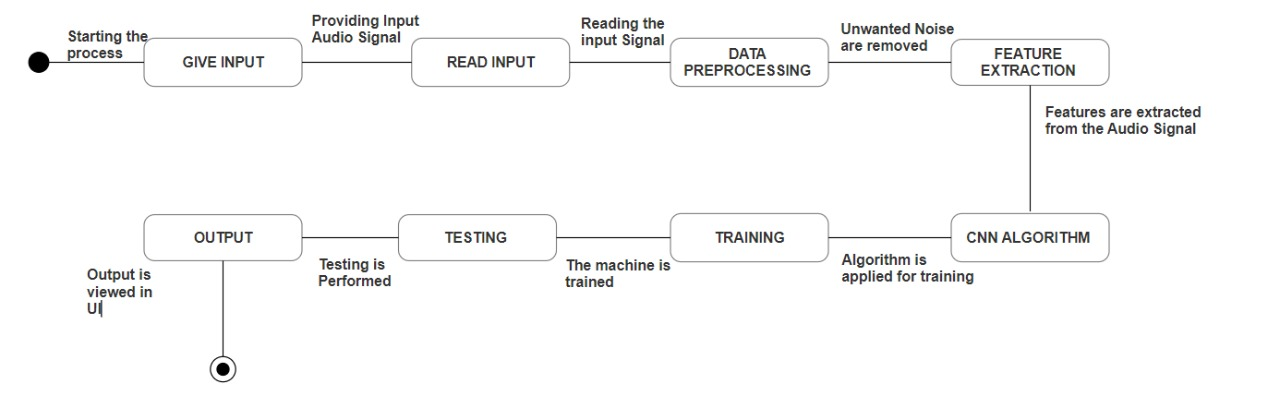 Starting the
process
GIVE INPUT
Providing Input
Audio Signal
READ INPUT
Reading the
input Signal
DATA
PREPROCESSING
Unwanted Noise
are removed
FEATURE
EXTRACTION
Features are extracted
from the Audio Signal
CNN ALGORITHM
Algorithm is
applied for training
TRAINING
The machine is
trained
TESTING
Testing is
Performed
OUTPUT
Output is
viewed in
UI